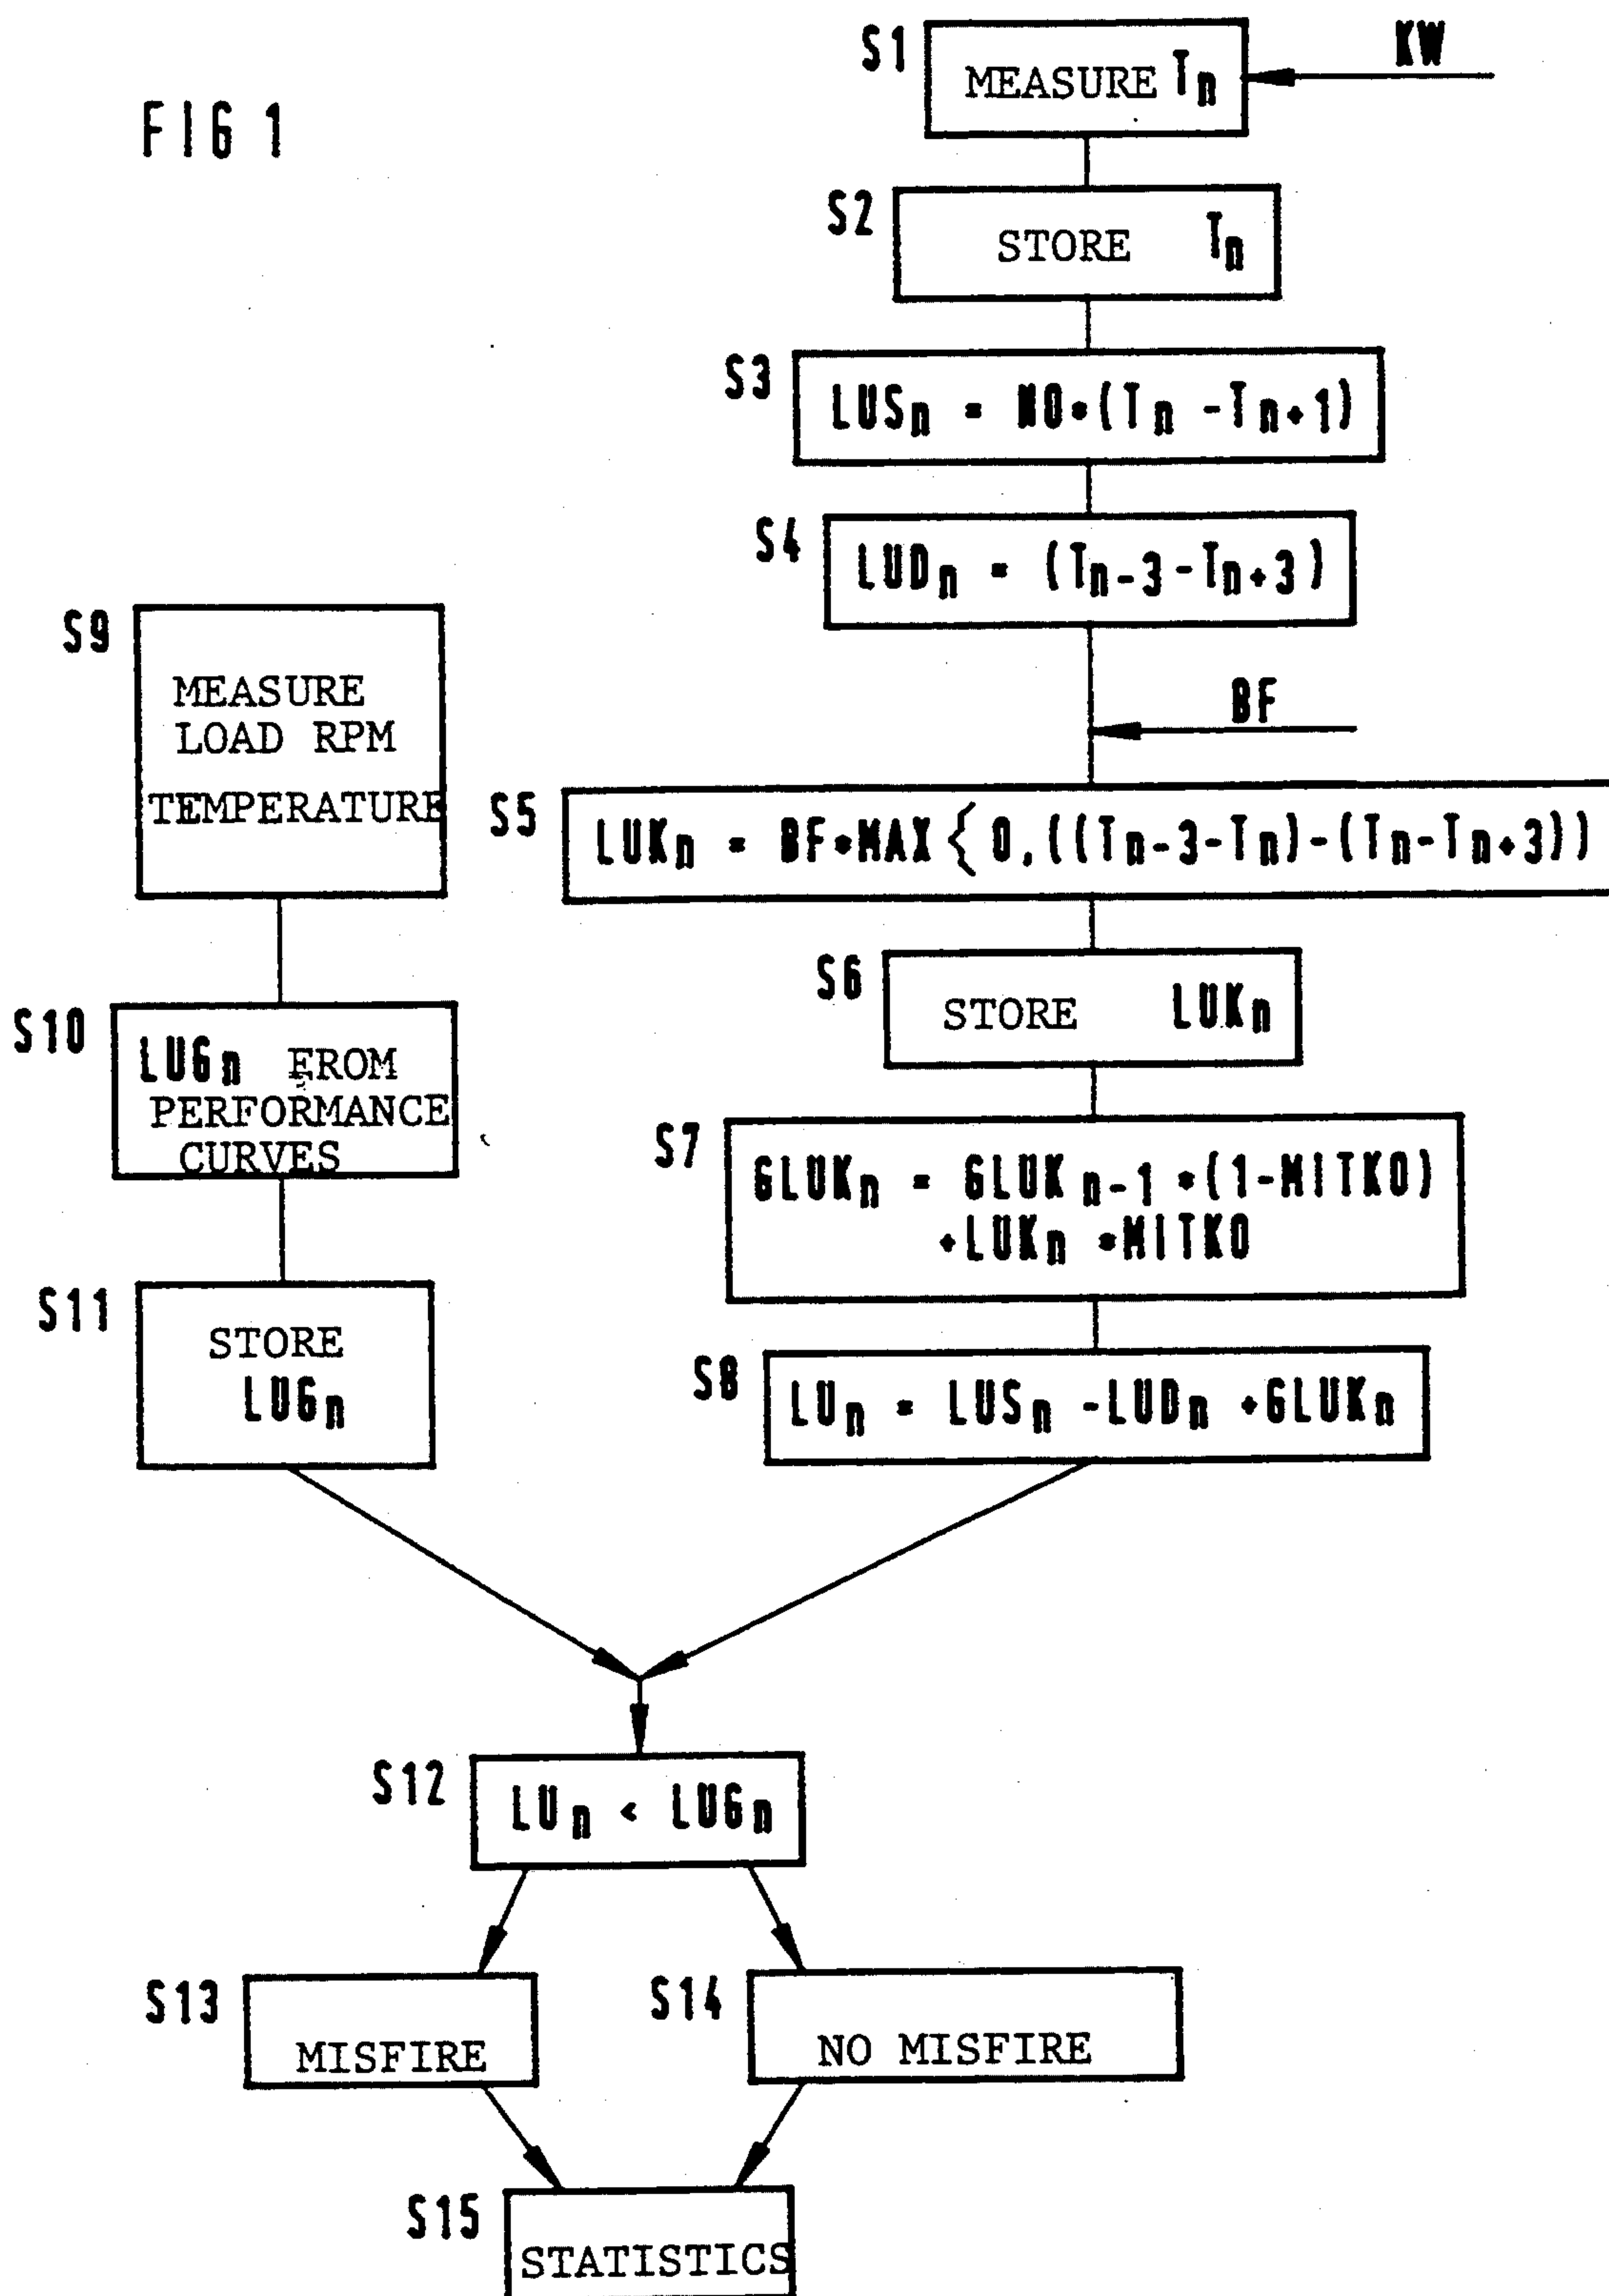 FIG 1
KW
S1
MEASURE Tn
S2
STORE Tn
S3
LUSn = NO*(Tn -Tn+1)
S4
LUDn = (Tn-3-Tn+3)
BF
S5
LUKn = BF*MAX { 0,((Tn-3-Tn)-(Tn-Tn+3))
S6
STORE LUKn
S7
GLUKn = GLUK n-1 *(1-MITKO)
+LUKn *MITKO
S8
LUn = LUSn -LUDn +GLUKn
S9
MEASURE
LOAD RPM
TEMPERATURE
S10
LUGn FROM
PERFORMANCE
CURVES
S11
STORE
LUGn
S12
LUn < LUGn
S13
MISFIRE
S14
NO MISFIRE
S15
STATISTICS